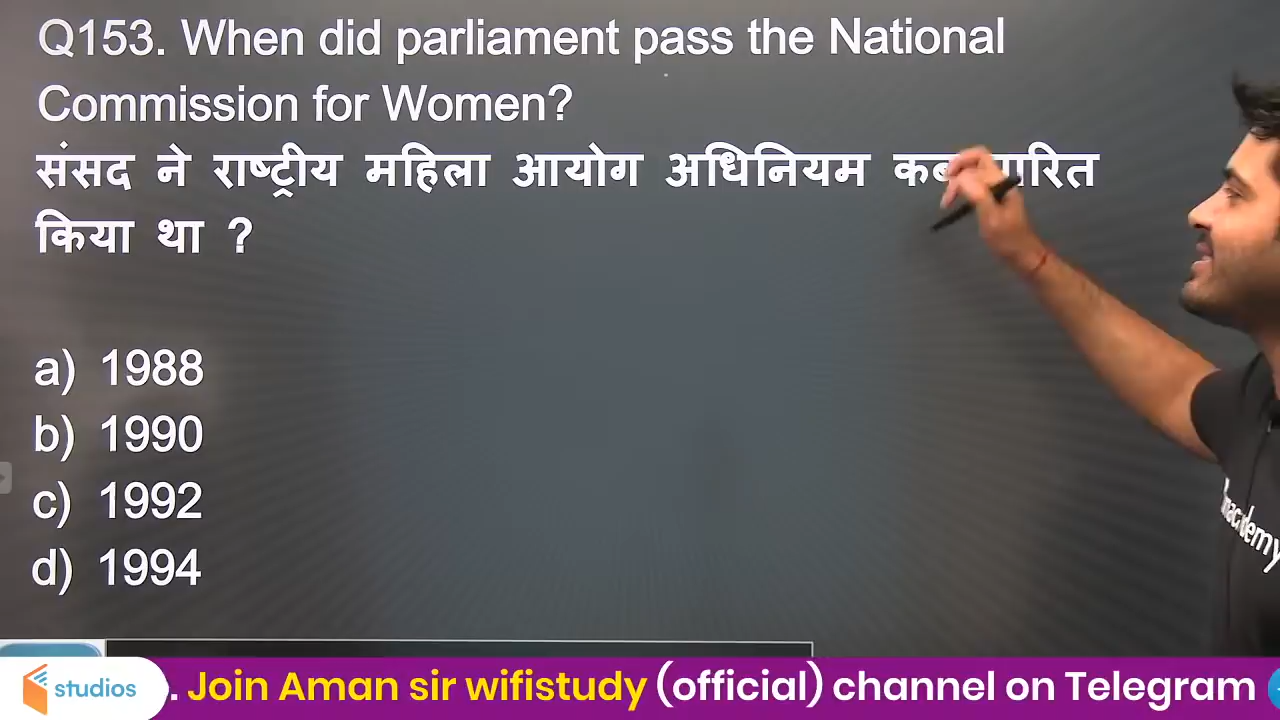 Q153. When did parliament pass the National
Commission for Women?
संसद ने राष्ट्रीय महिला आयोग अधिनियम
किया था ?
a) 1988
b) 1990
c) 1992
d) 1994
studios
. Join Aman sir wifistudy (official) channel on Telegram